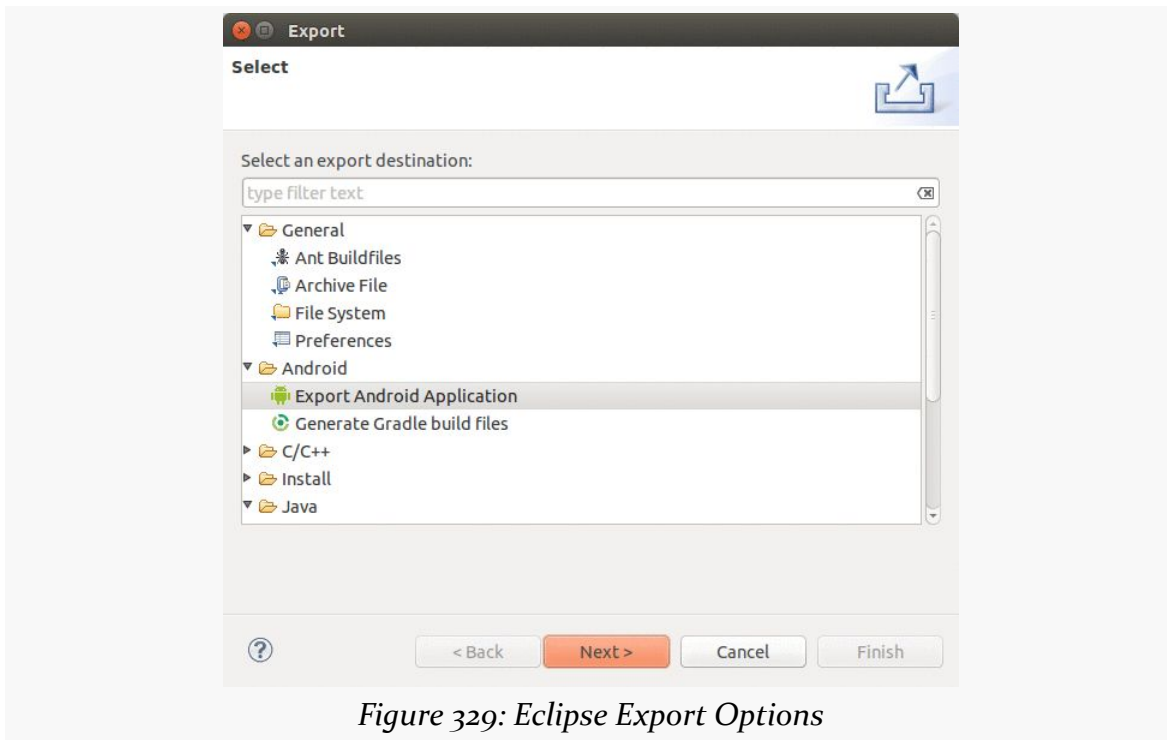 Export
Select
Select an export destination:
type filter text
General
Ant Buildfiles
Archive File
File System
Preferences
Android
Export Android Application
Generate Gradle build files
C/C++
Install
Java
< Back Next > Cancel Finish
Figure 329: Eclipse Export Options